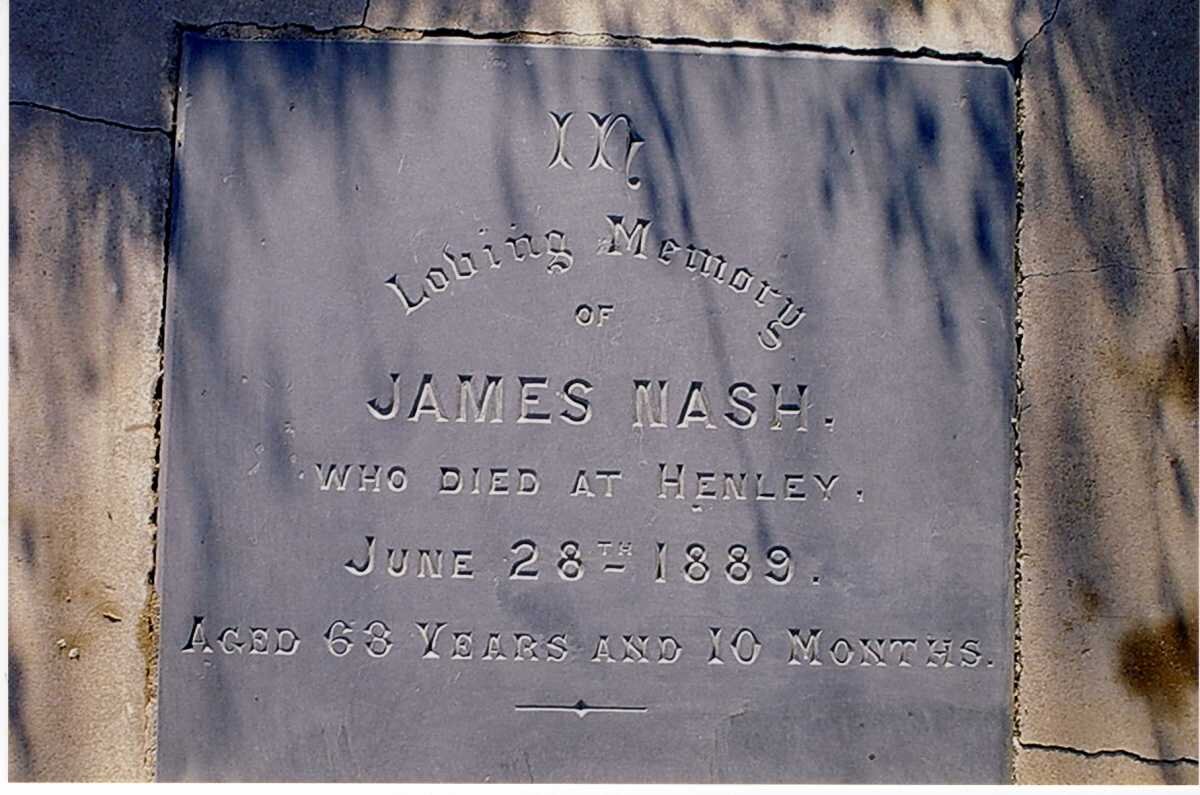 In
Loving Memory
OF
JAMES NASH.
WHO DIED AT HENLEY,
JUNE 28TH 1889.
AGED 68 YEARS AND 10 MONTHS.